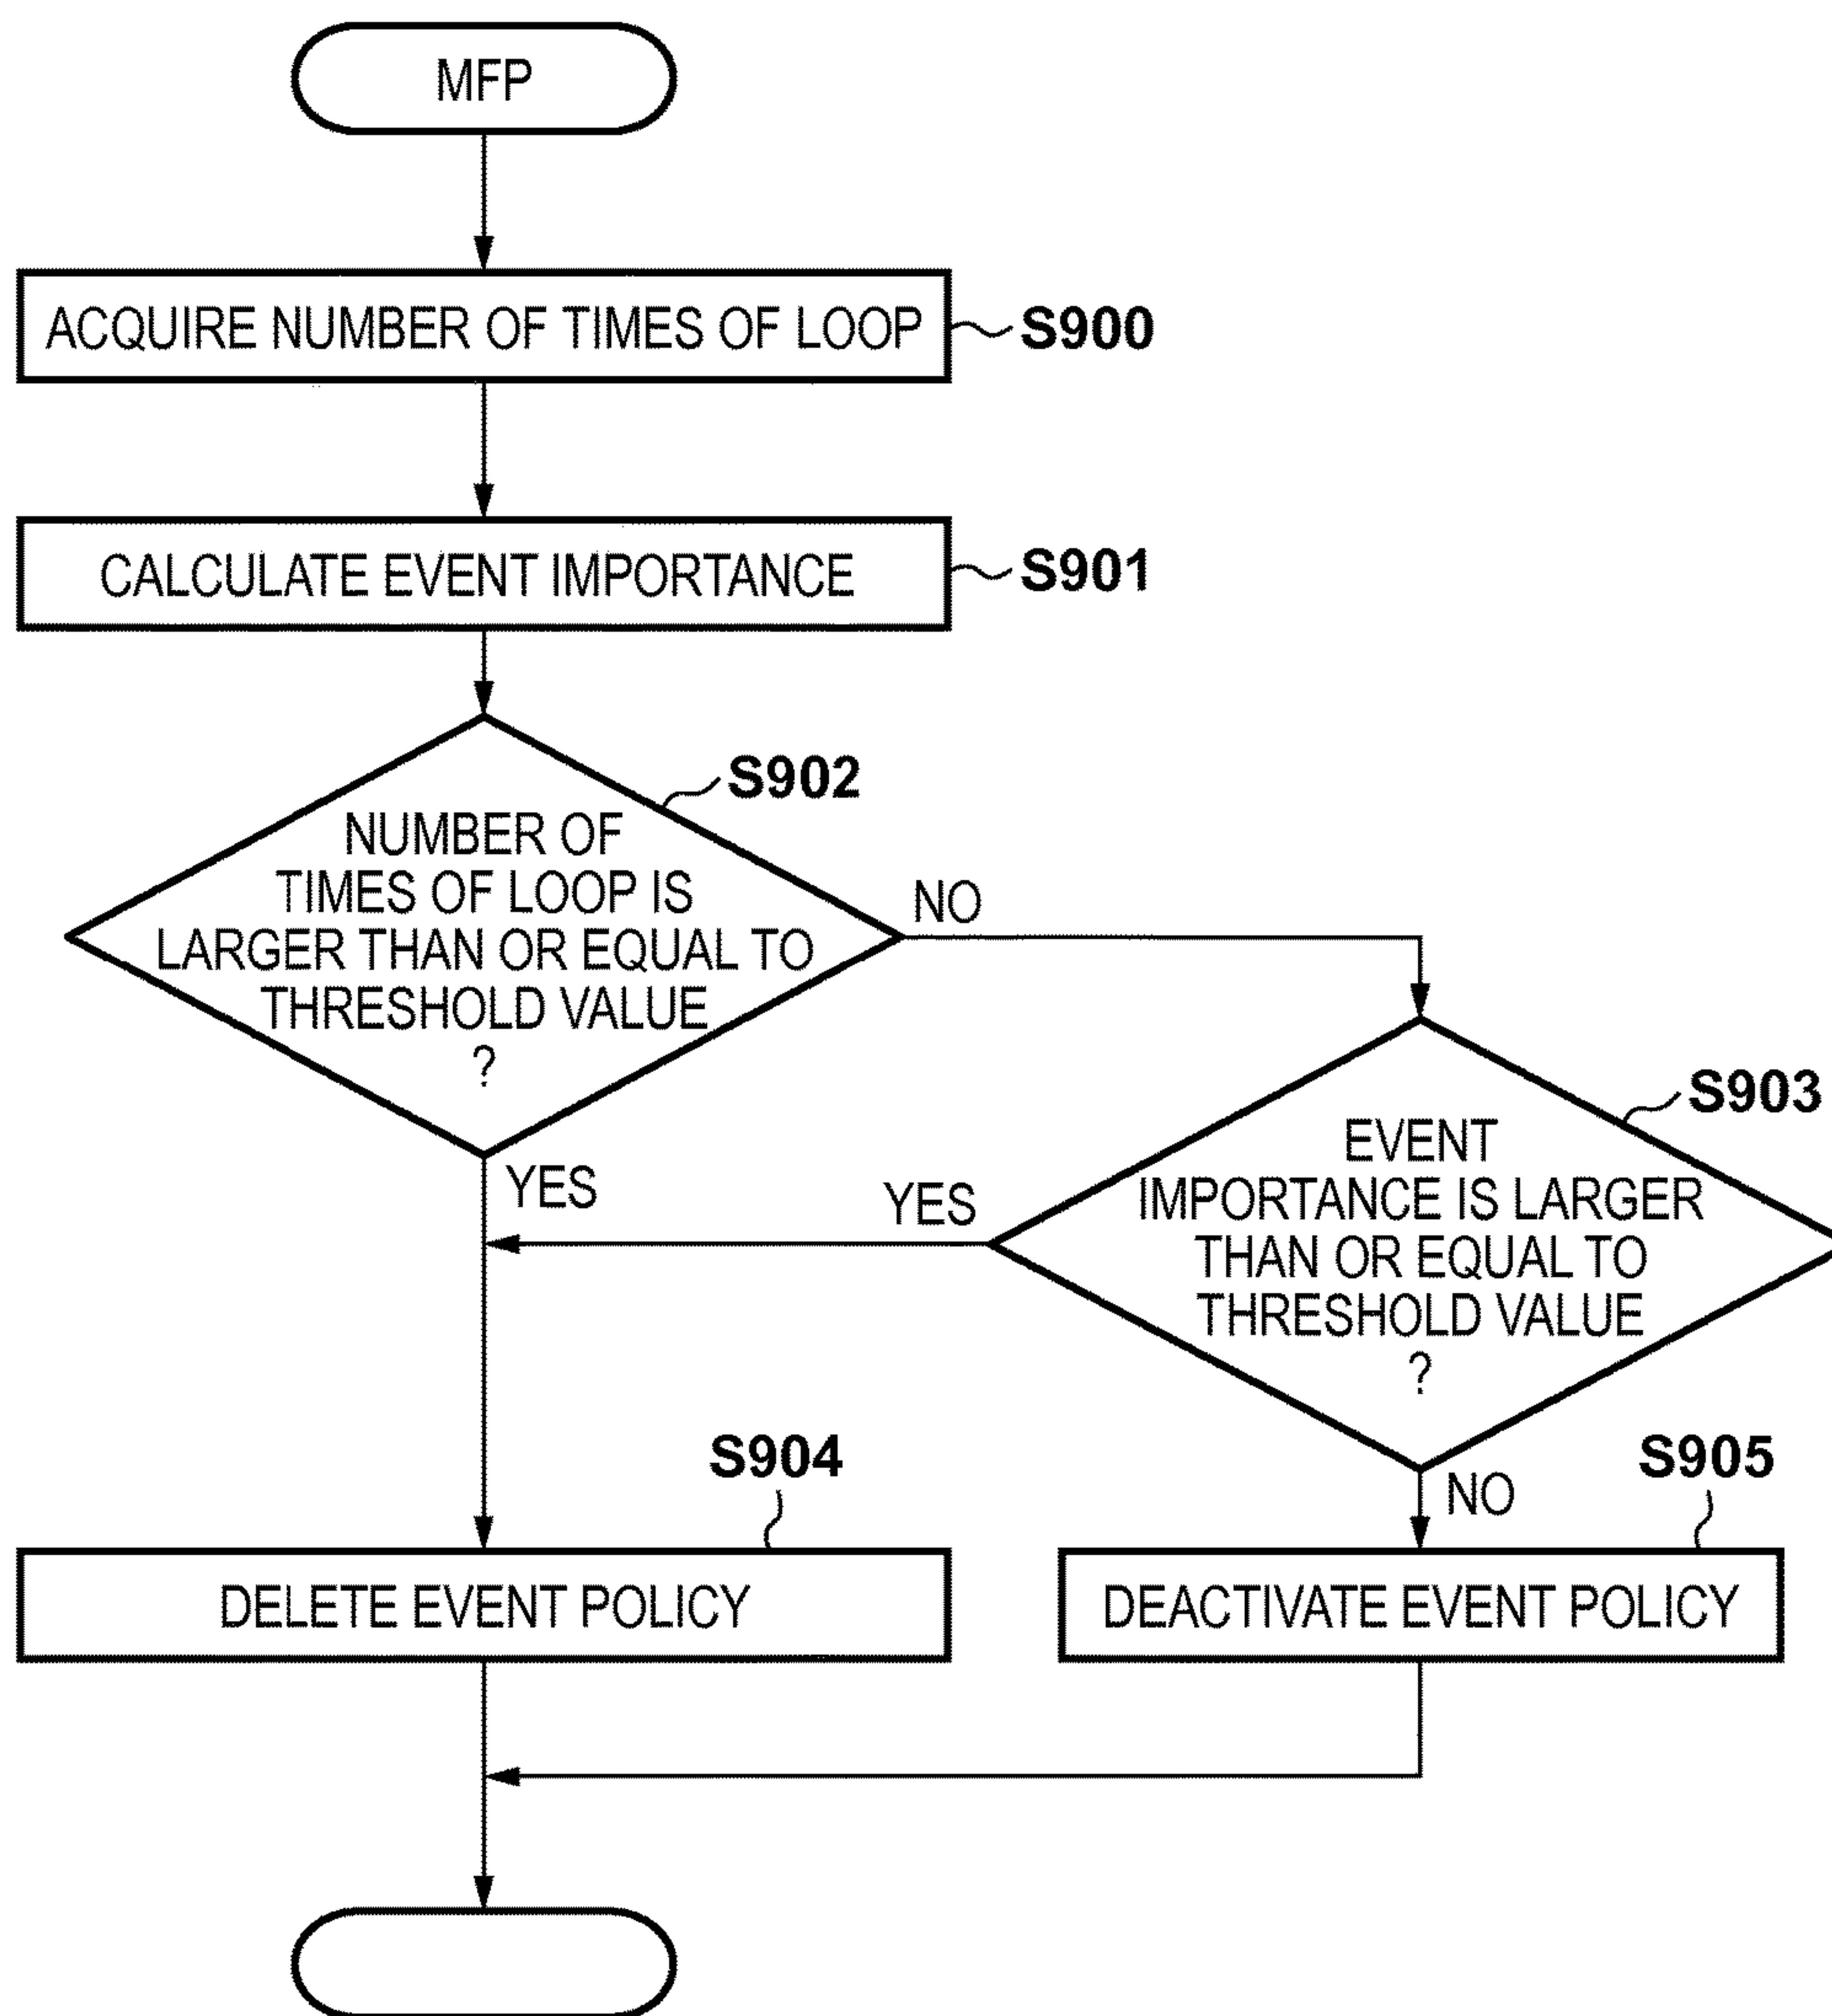 MFP
ACQUIRE NUMBER OF TIMES OF LOOP
S900
CALCULATE EVENT IMPORTANCE
S901
S902
NUMBER OF
TIMES OF LOOP IS
LARGER THAN OR EQUAL TO
THRESHOLD VALUE
?
NO
YES
S903
EVENT
IMPORTANCE IS LARGER
THAN OR EQUAL TO
THRESHOLD VALUE
?
YES
NO
S904
DELETE EVENT POLICY
S905
DEACTIVATE EVENT POLICY